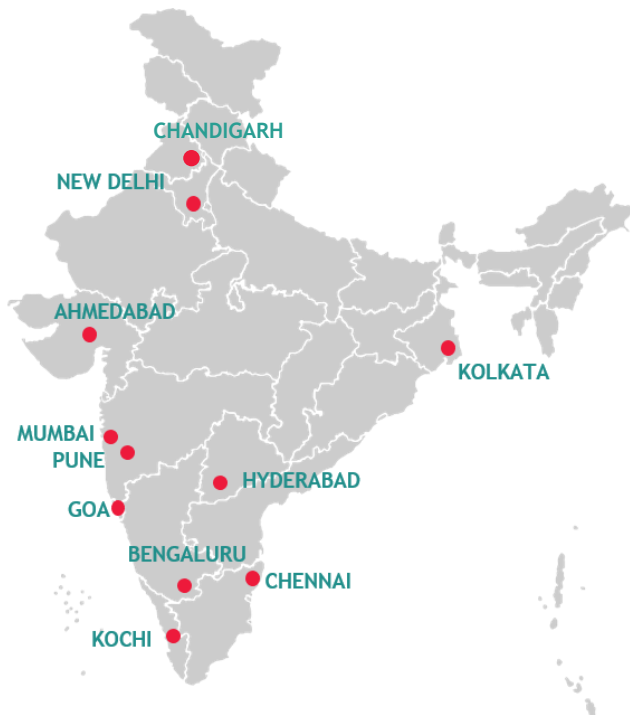 CHANDIGARH
NEW DELHI
AHMEDABAD
KOLKATA
MUMBAI
PUNE
HYDERABAD
GOA
BENGALURU
CHENNAI
KOCHI